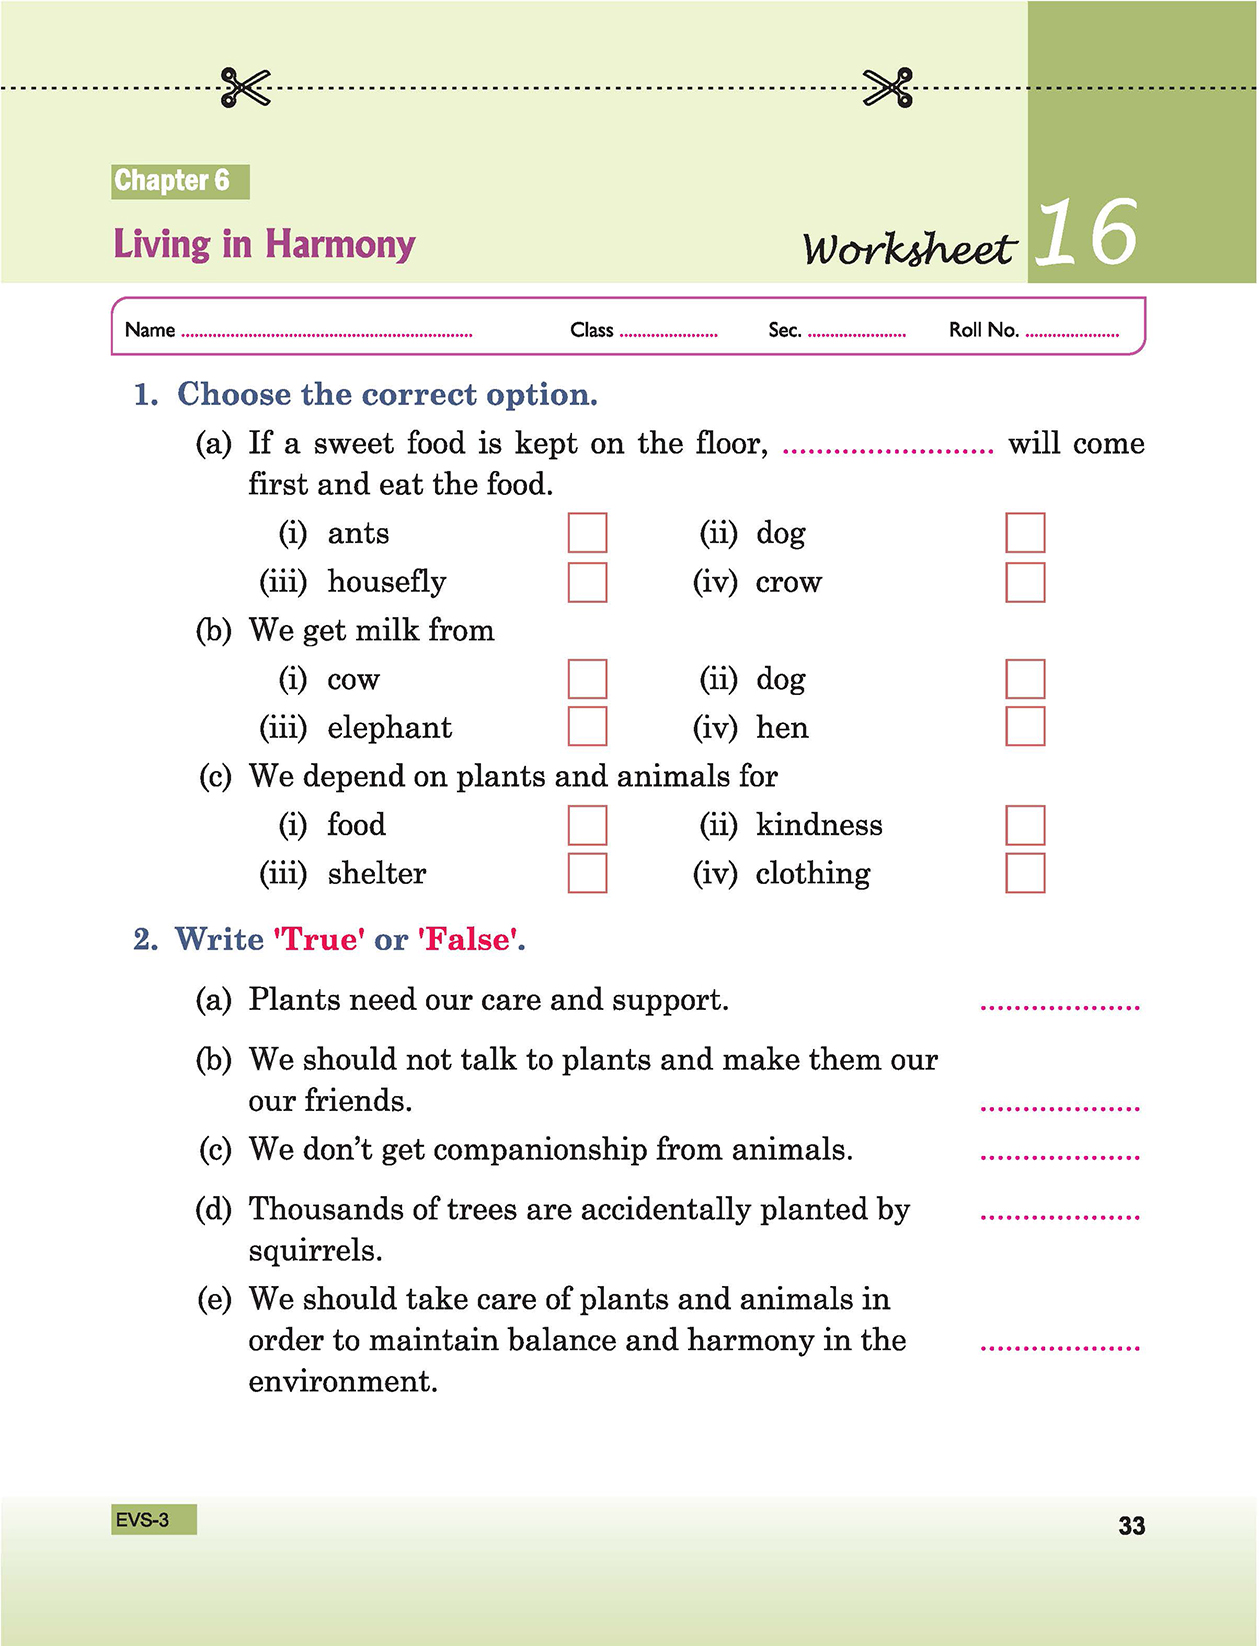 Chapter 6
Living in Harmony
Worksheet 16
Name ........................ Class ........................ Sec. ........................ Roll No. ........................
1. Choose the correct option.
(a) If a sweet food is kept on the floor, ........................ will come
first and eat the food.
(i) ants (ii) dog
(iii) housefly (iv) crow
(b) We get milk from
(i) cow (ii) dog
(iii) elephant (iv) hen
(c) We depend on plants and animals for
(i) food (ii) kindness
(iii) shelter (iv) clothing
2. Write 'True' or 'False'.
(a) Plants need our care and support. ...................
(b) We should not talk to plants and make them our
our friends. ...................
(c) We don't get companionship from animals. ...................
(d) Thousands of trees are accidentally planted by ...................
squirrels.
(e) We should take care of plants and animals in
order to maintain balance and harmony in the ...................
environment.
EVS-3 33